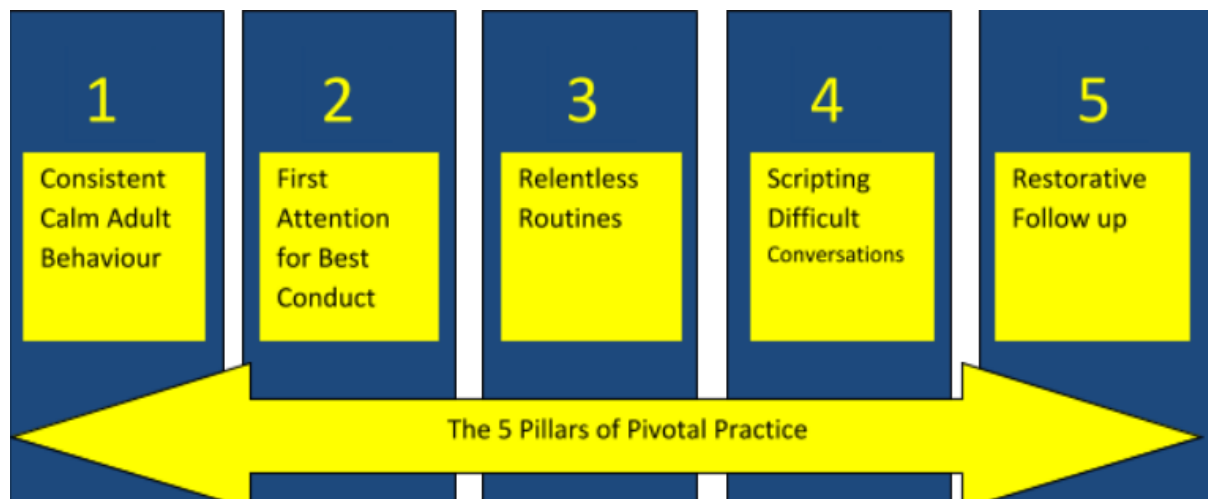 1
Consistent
Calm Adult
Behaviour
2
First
Attention
for Best
Conduct
3
Relentless
Routines
4
Scripting
Difficult
Conversations
5
Restorative
Follow up
The 5 Pillars of Pivotal Practice